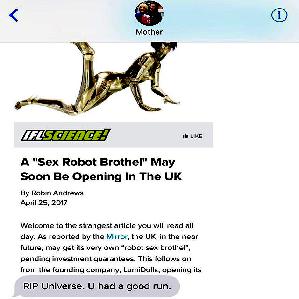 Mother
IFLSCIENCE!
LIKE
A "Sex Robot Brothel" May
Soon Be Opening In The UK
By Robin Andrews
April 25, 2017
Welcome to the strangest article you will read all
day. As reported by the Mirror, the UK, in the near
future, may get its very own "robot sex brothel",
pending investment guarantees. This follows on
from the founding company, LumiDolls, opening its
RIP Universe. U had a good run.